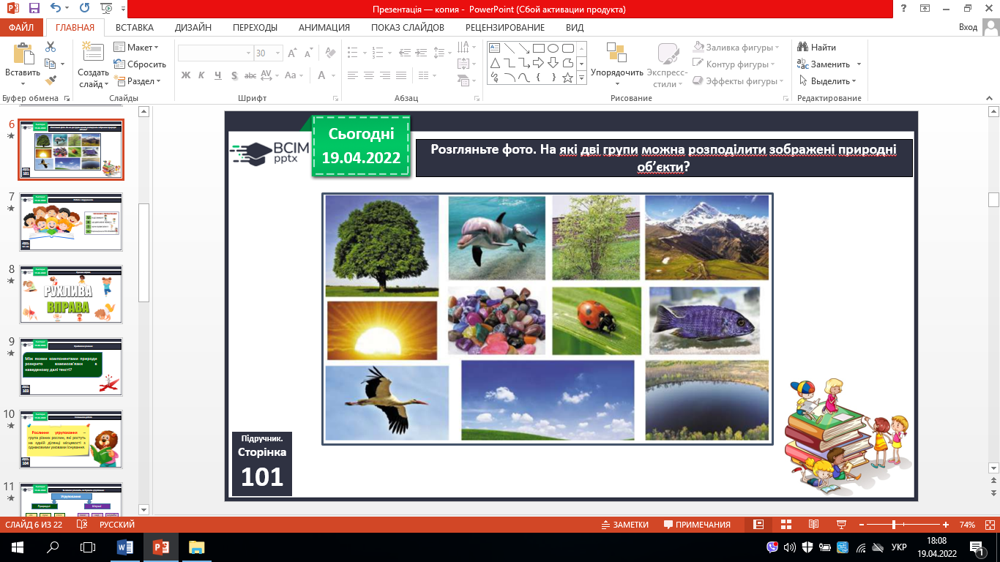 Презентація — копия - PowerPoint (Сбой активации продукта)
ФАЙЛ ГЛАВНАЯ ВСТАВКА ДИЗАЙН ПЕРЕХОДЫ АНИМАЦИЯ ПОКАЗ СЛАЙДОВ РЕЦЕНЗИРОВАНИЕ ВИД Вход
Вставить
Создать слайд
Макет
Сбросить
Раздел
30
Ж К Ч S abc AV Aa A
Упорядочить
Экспресс-стили
Заливка фигуры
Контур фигуры
Эффекты фигуры
Найти
Заменить
Выделить
Буфер обмена Слайды Шрифт Абзац Рисование Редактирование
6
7
8
РУХЛИВА
ВПРАВА
9
Між якими компонентами природи
розкрито взаємозв'язки в
наведеному далі тексті?
103
10
Рослинне угруповання –
група різних рослин, які ростуть
на одній ділянці місцевості з
однаковими умовами існування.
104
11
Угруповання
Природні Штучні
Сьогодні
19.04.2022
ВСІМ
pptx
Розгляньте фото. На які дві групи можна розподілити зображені природні
об’єкти?
Підручник.
Сторінка
101
СЛАЙД 6 ИЗ 22 РУССКИЙ ЗАМЕТКИ ПРИМЕЧАНИЯ 74%
УКР
18:08
19.04.2022
1